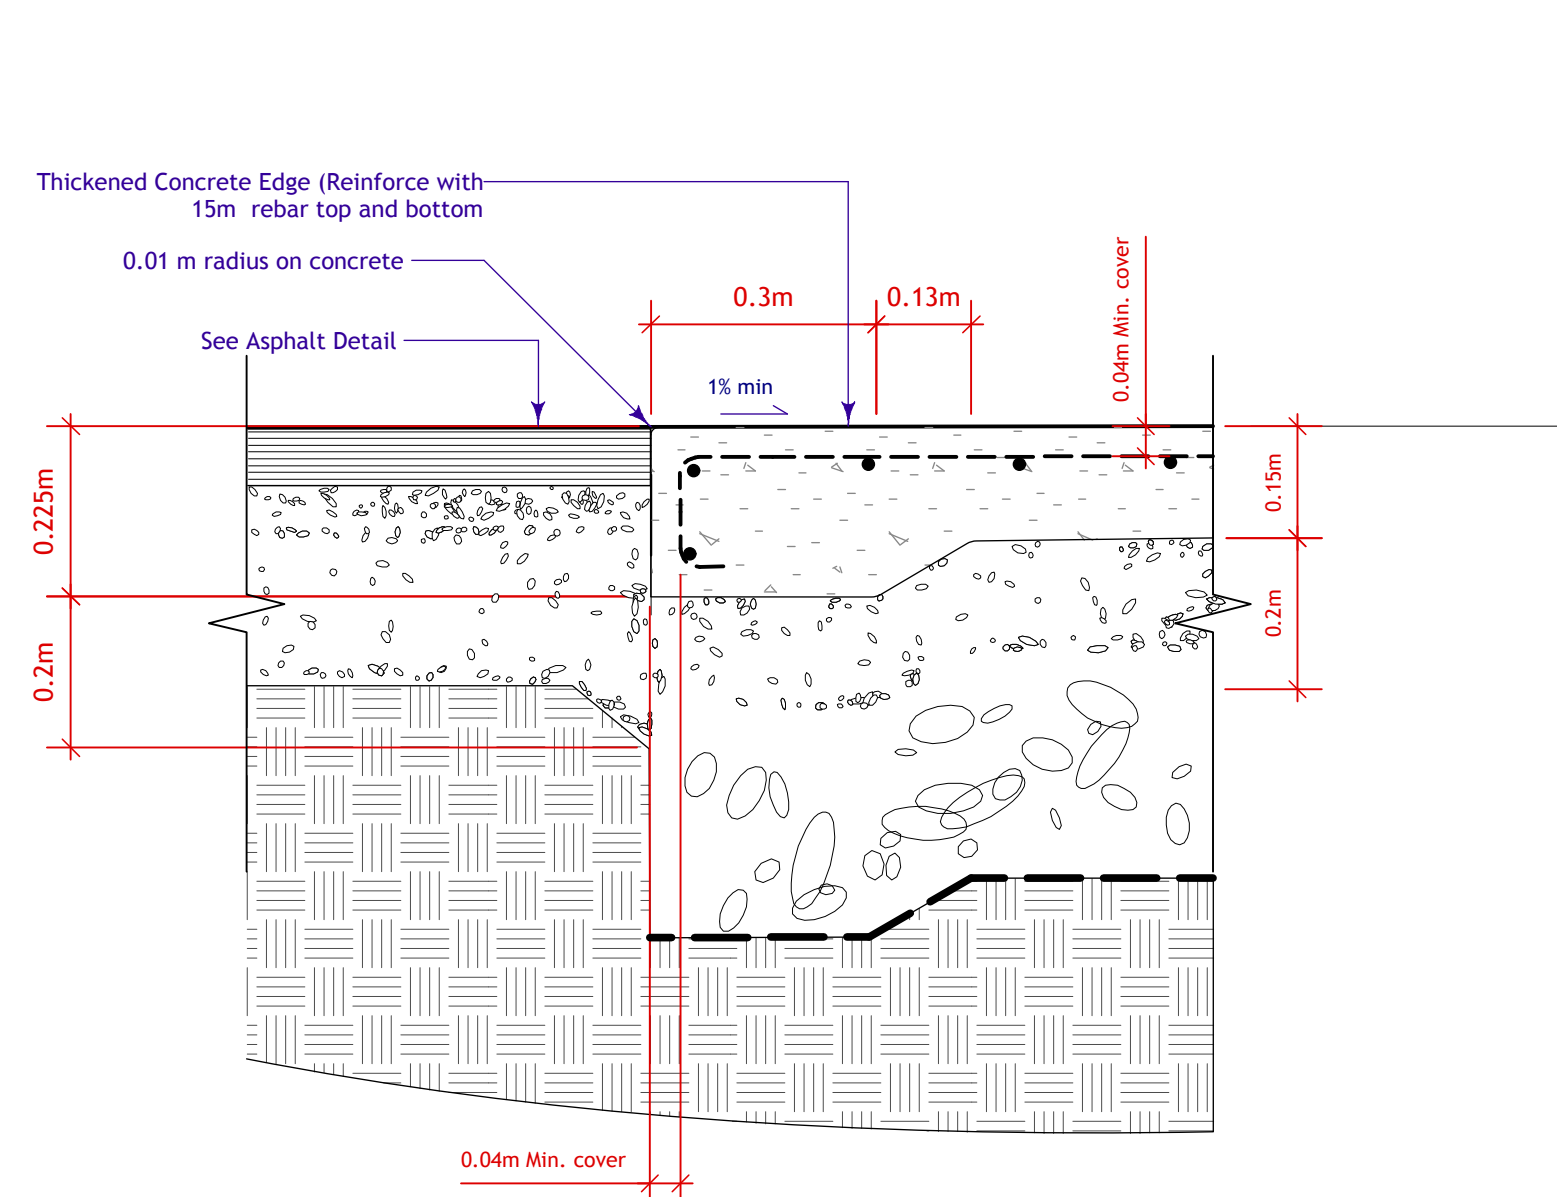 Thickened Concrete Edge (Reinforce with
15m rebar top and bottom
0.01 m radius on concrete
See Asphalt Detail
0.3m
0.13m
0.04m Min. cover
1% min
0.225m
0.15m
0.2m
0.2m
0.04m Min. cover